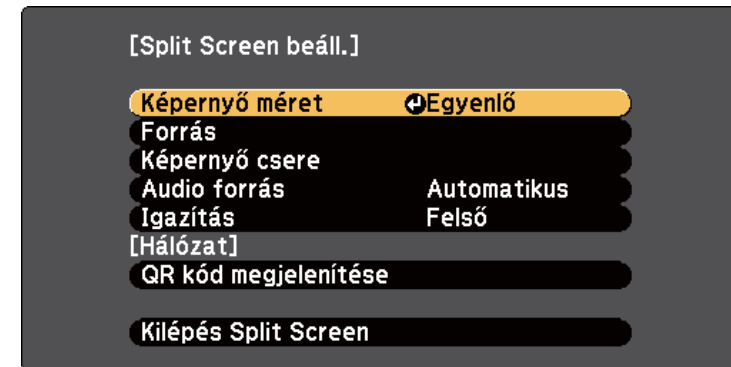 [Split Screen beáll.]
Képernyő méret Egyenlő
Forrás
Képernyő csere
Audio forrás Automatikus
Igazítás Felső
[Hálózat]
QR kód megjelenítése
Kilépés Split Screen